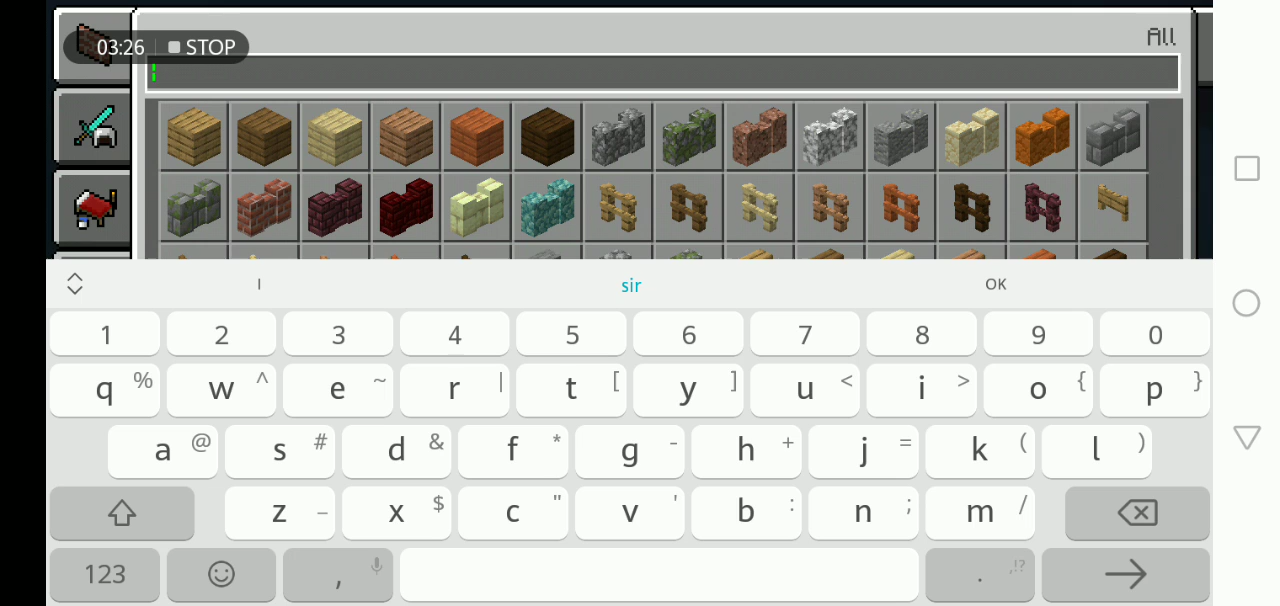 03:26 STOP
All
I sir OK
1 2 3 4 5 6 7 8 9 0
q % w ^ e ~ r | t [ y ] u < i > o { p }
a @ s # d & f * g - h + j = k ( l )
z _ x $ c " v ' b : n ; m /
123 , . ,!?